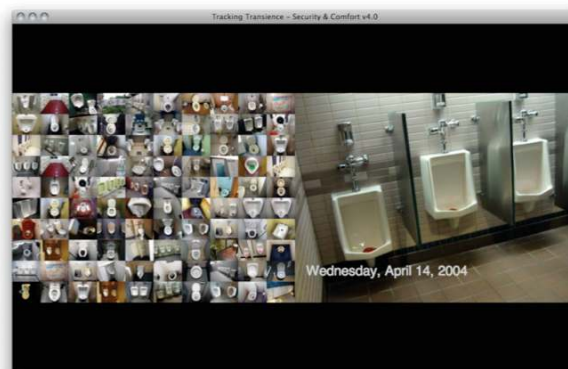 Tracking Transience – Security & Comfort v4.0
Wednesday, April 14, 2004